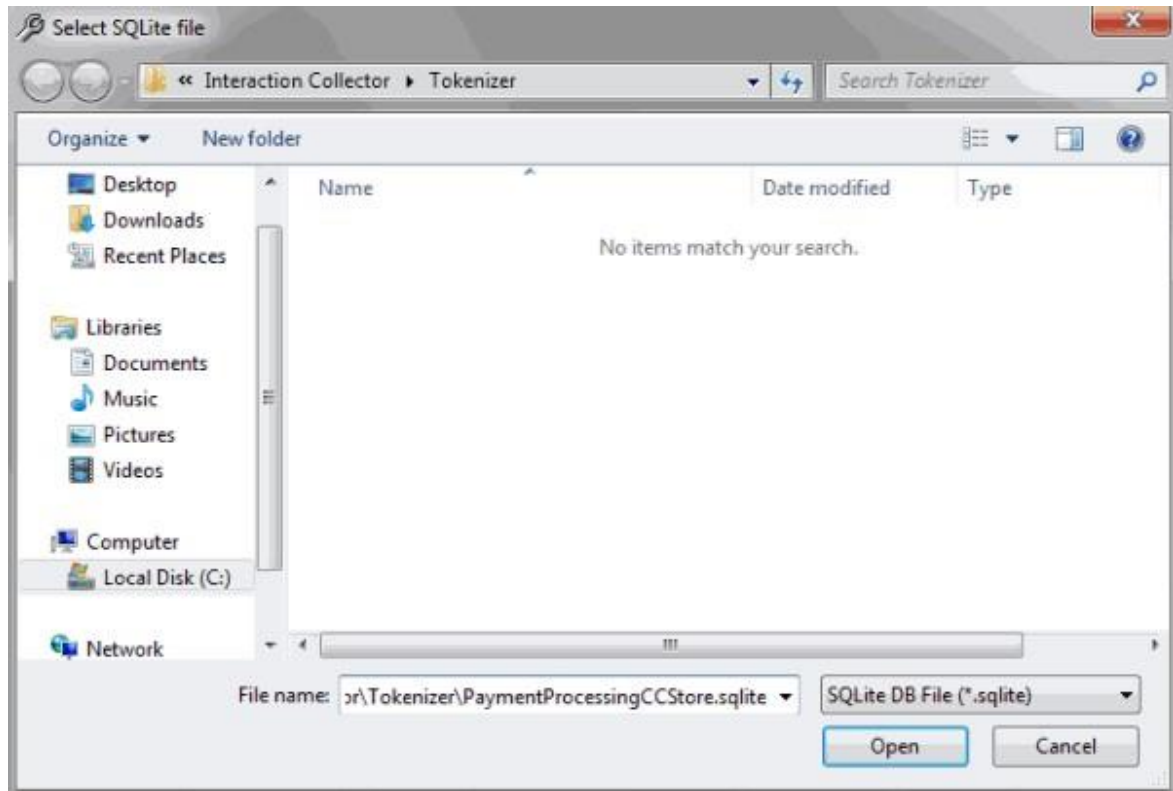 Select SQLite file
« Interaction Collector ▸ Tokenizer
Search Tokenizer
Organize
New folder
Name Date modified Type
No items match your search.
Desktop
Downloads
Recent Places
Libraries
Documents
Music
Pictures
Videos
Computer
Local Disk (C:)
Network
File name: or\Tokenizer\PaymentProcessingCCStore.sqlite
SQLite DB File (*.sqlite)
Open Cancel